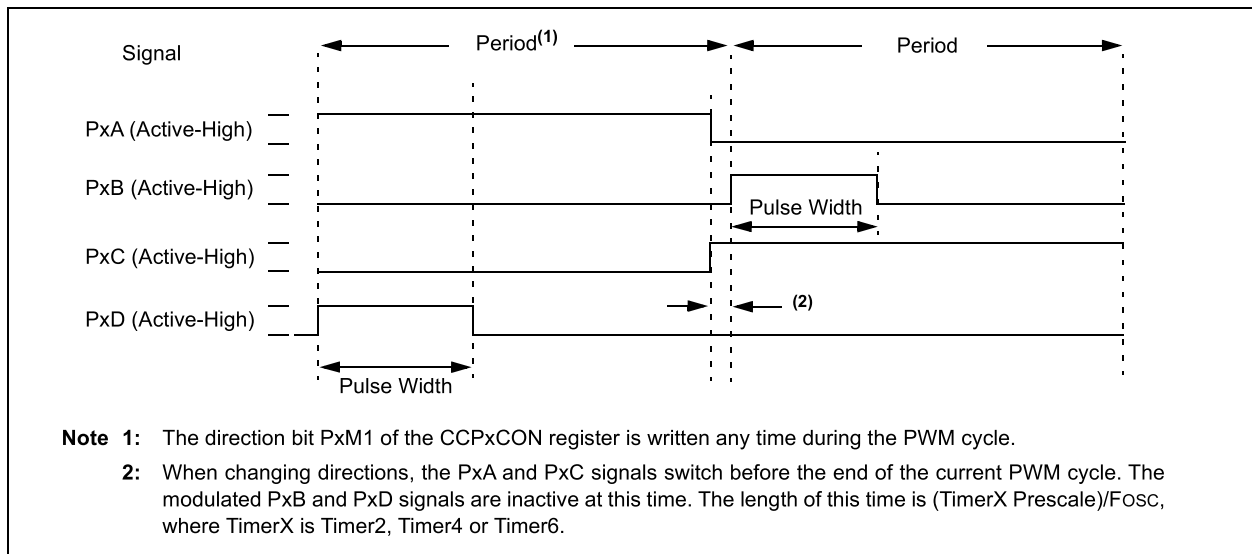 Signal
Period(1)
Period
PxA (Active-High)
PxB (Active-High)
Pulse Width
PxC (Active-High)
(2)
PxD (Active-High)
Pulse Width
Note 1: The direction bit PxM1 of the CCPxCON register is written any time during the PWM cycle.
2: When changing directions, the PxA and PxC signals switch before the end of the current PWM cycle. The
modulated PxB and PxD signals are inactive at this time. The length of this time is (TimerX Prescale)/FOSC,
where TimerX is Timer2, Timer4 or Timer6.